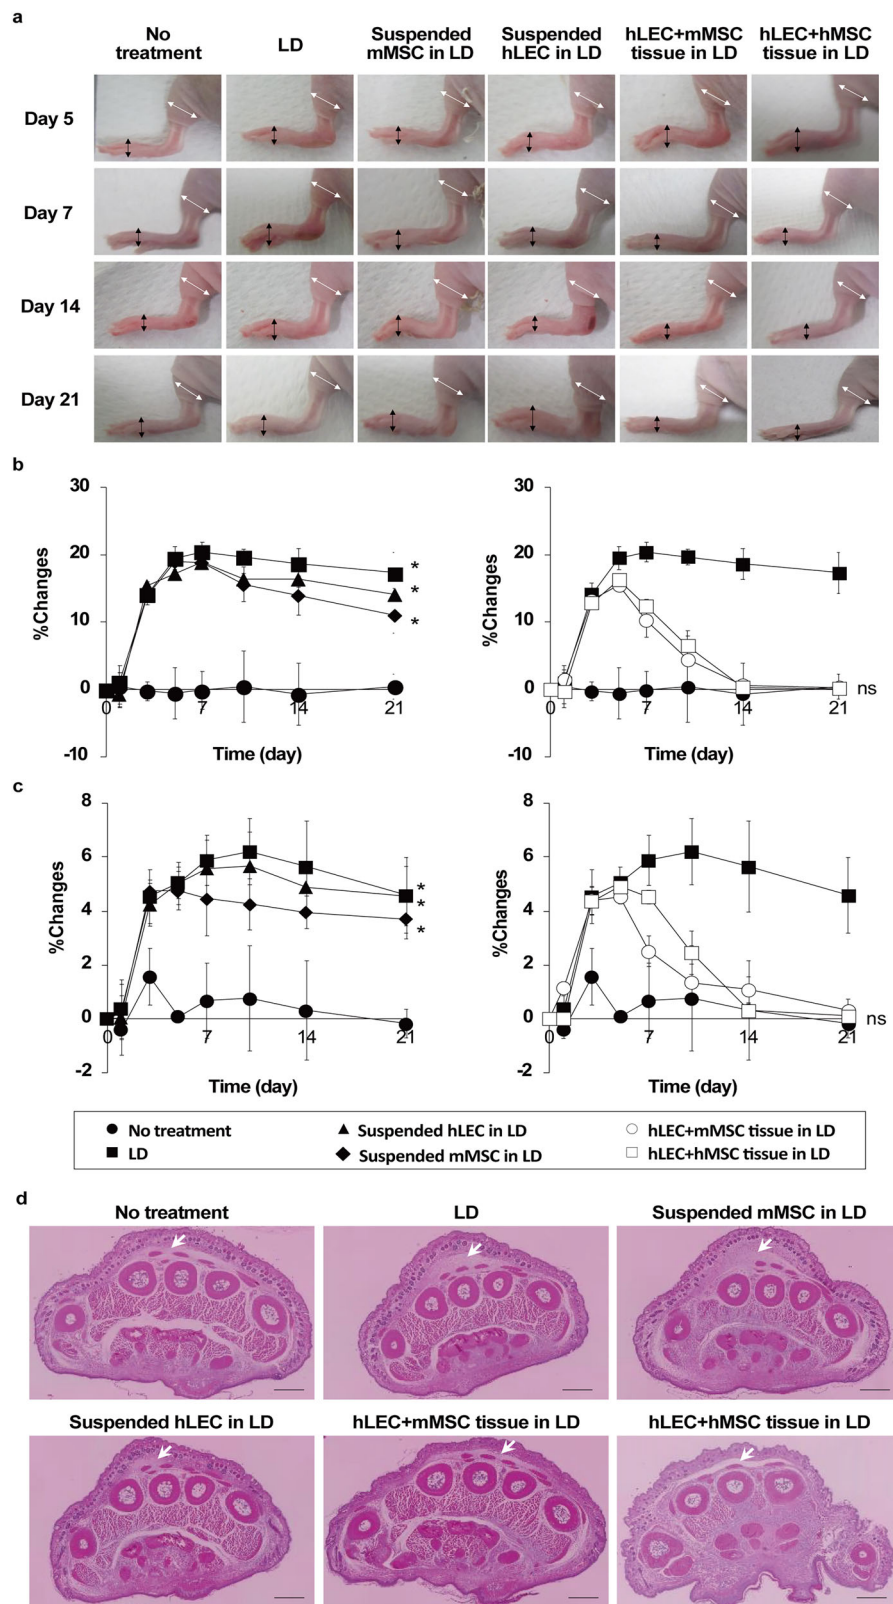 a
No treatment
LD
Suspended mMSC in LD
Suspended hLEC in LD
hLEC+mMSC tissue in LD
hLEC+hMSC tissue in LD
Day 5
Day 7
Day 14
Day 21
b
30
20
10
0
-10
%Changes
0
7
14
21
Time (day)
*
*
*
30
20
10
0
-10
%Changes
0
7
14
21
Time (day)
ns
c
8
6
4
2
0
-2
%Changes
0
7
14
21
Time (day)
*
*
*
8
6
4
2
0
-2
%Changes
0
7
14
21
Time (day)
ns
No treatment
LD
Suspended hLEC in LD
Suspended mMSC in LD
hLEC+mMSC tissue in LD
hLEC+hMSC tissue in LD
d
No treatment
LD
Suspended mMSC in LD
Suspended hLEC in LD
hLEC+mMSC tissue in LD
hLEC+hMSC tissue in LD